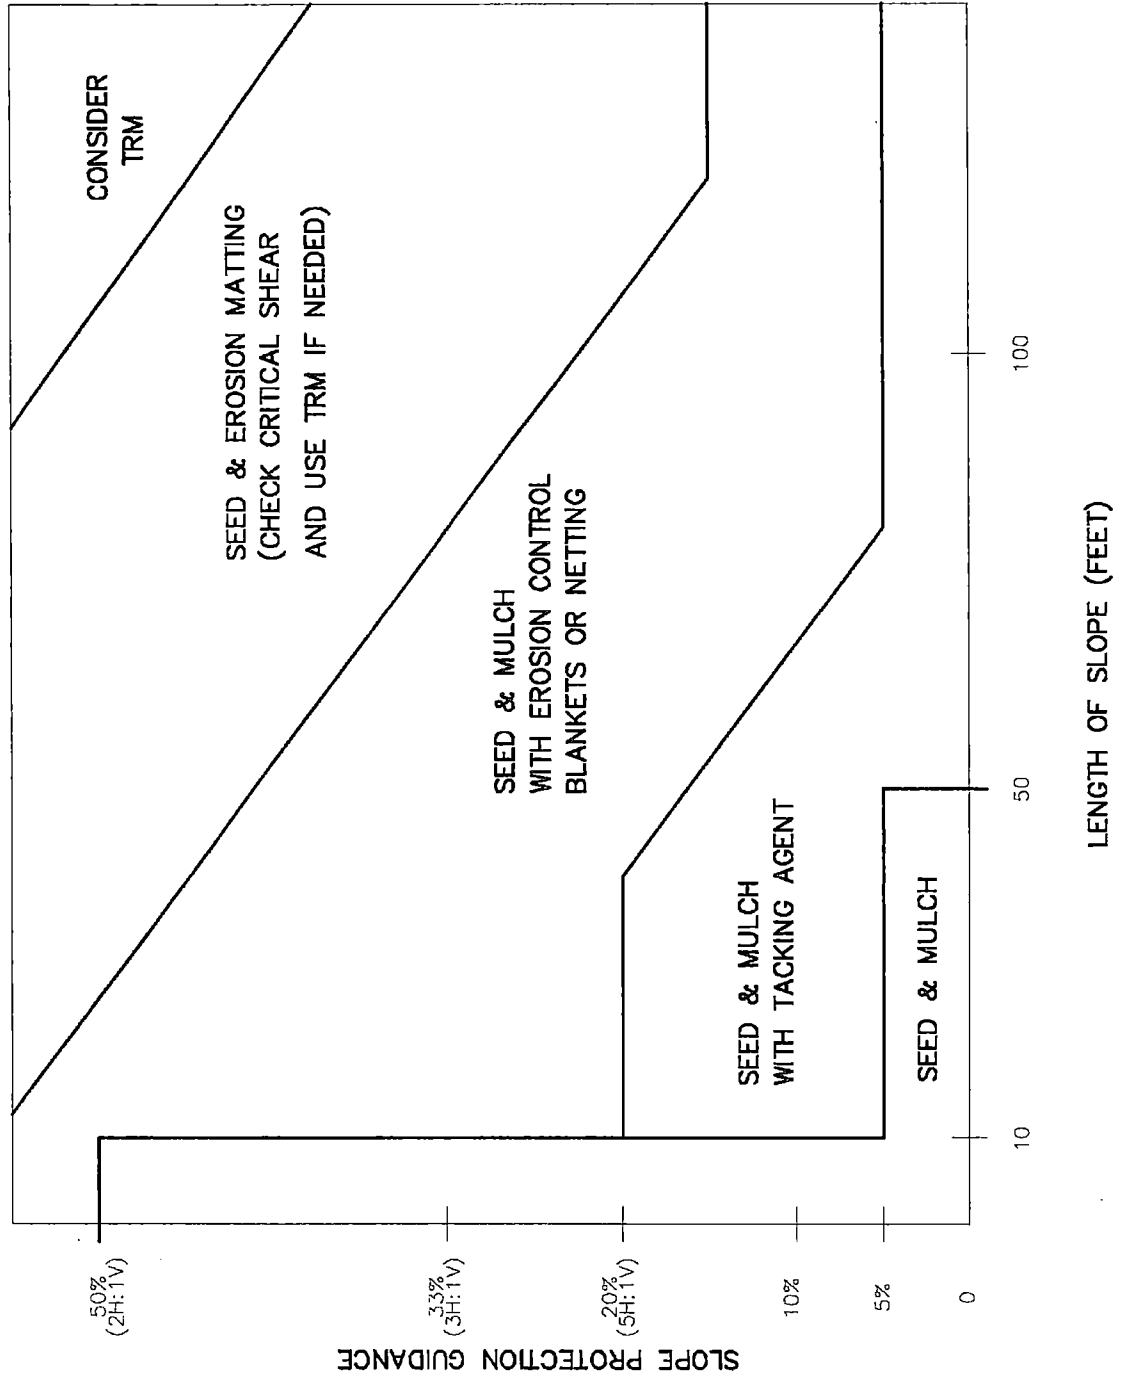 CONSIDER
TRM
SEED & EROSION MATTING
(CHECK CRITICAL SHEAR
AND USE TRM IF NEEDED)
SEED & MULCH
WITH EROSION CONTROL
BLANKETS OR NETTING
SEED & MULCH
WITH TACKING AGENT
SEED & MULCH
50%
(2H:1V)
33%
(3H:1V)
20%
(5H:1V)
10%
5%
0
10
50
100
LENGTH OF SLOPE (FEET)
SLOPE PROTECTION GUIDANCE